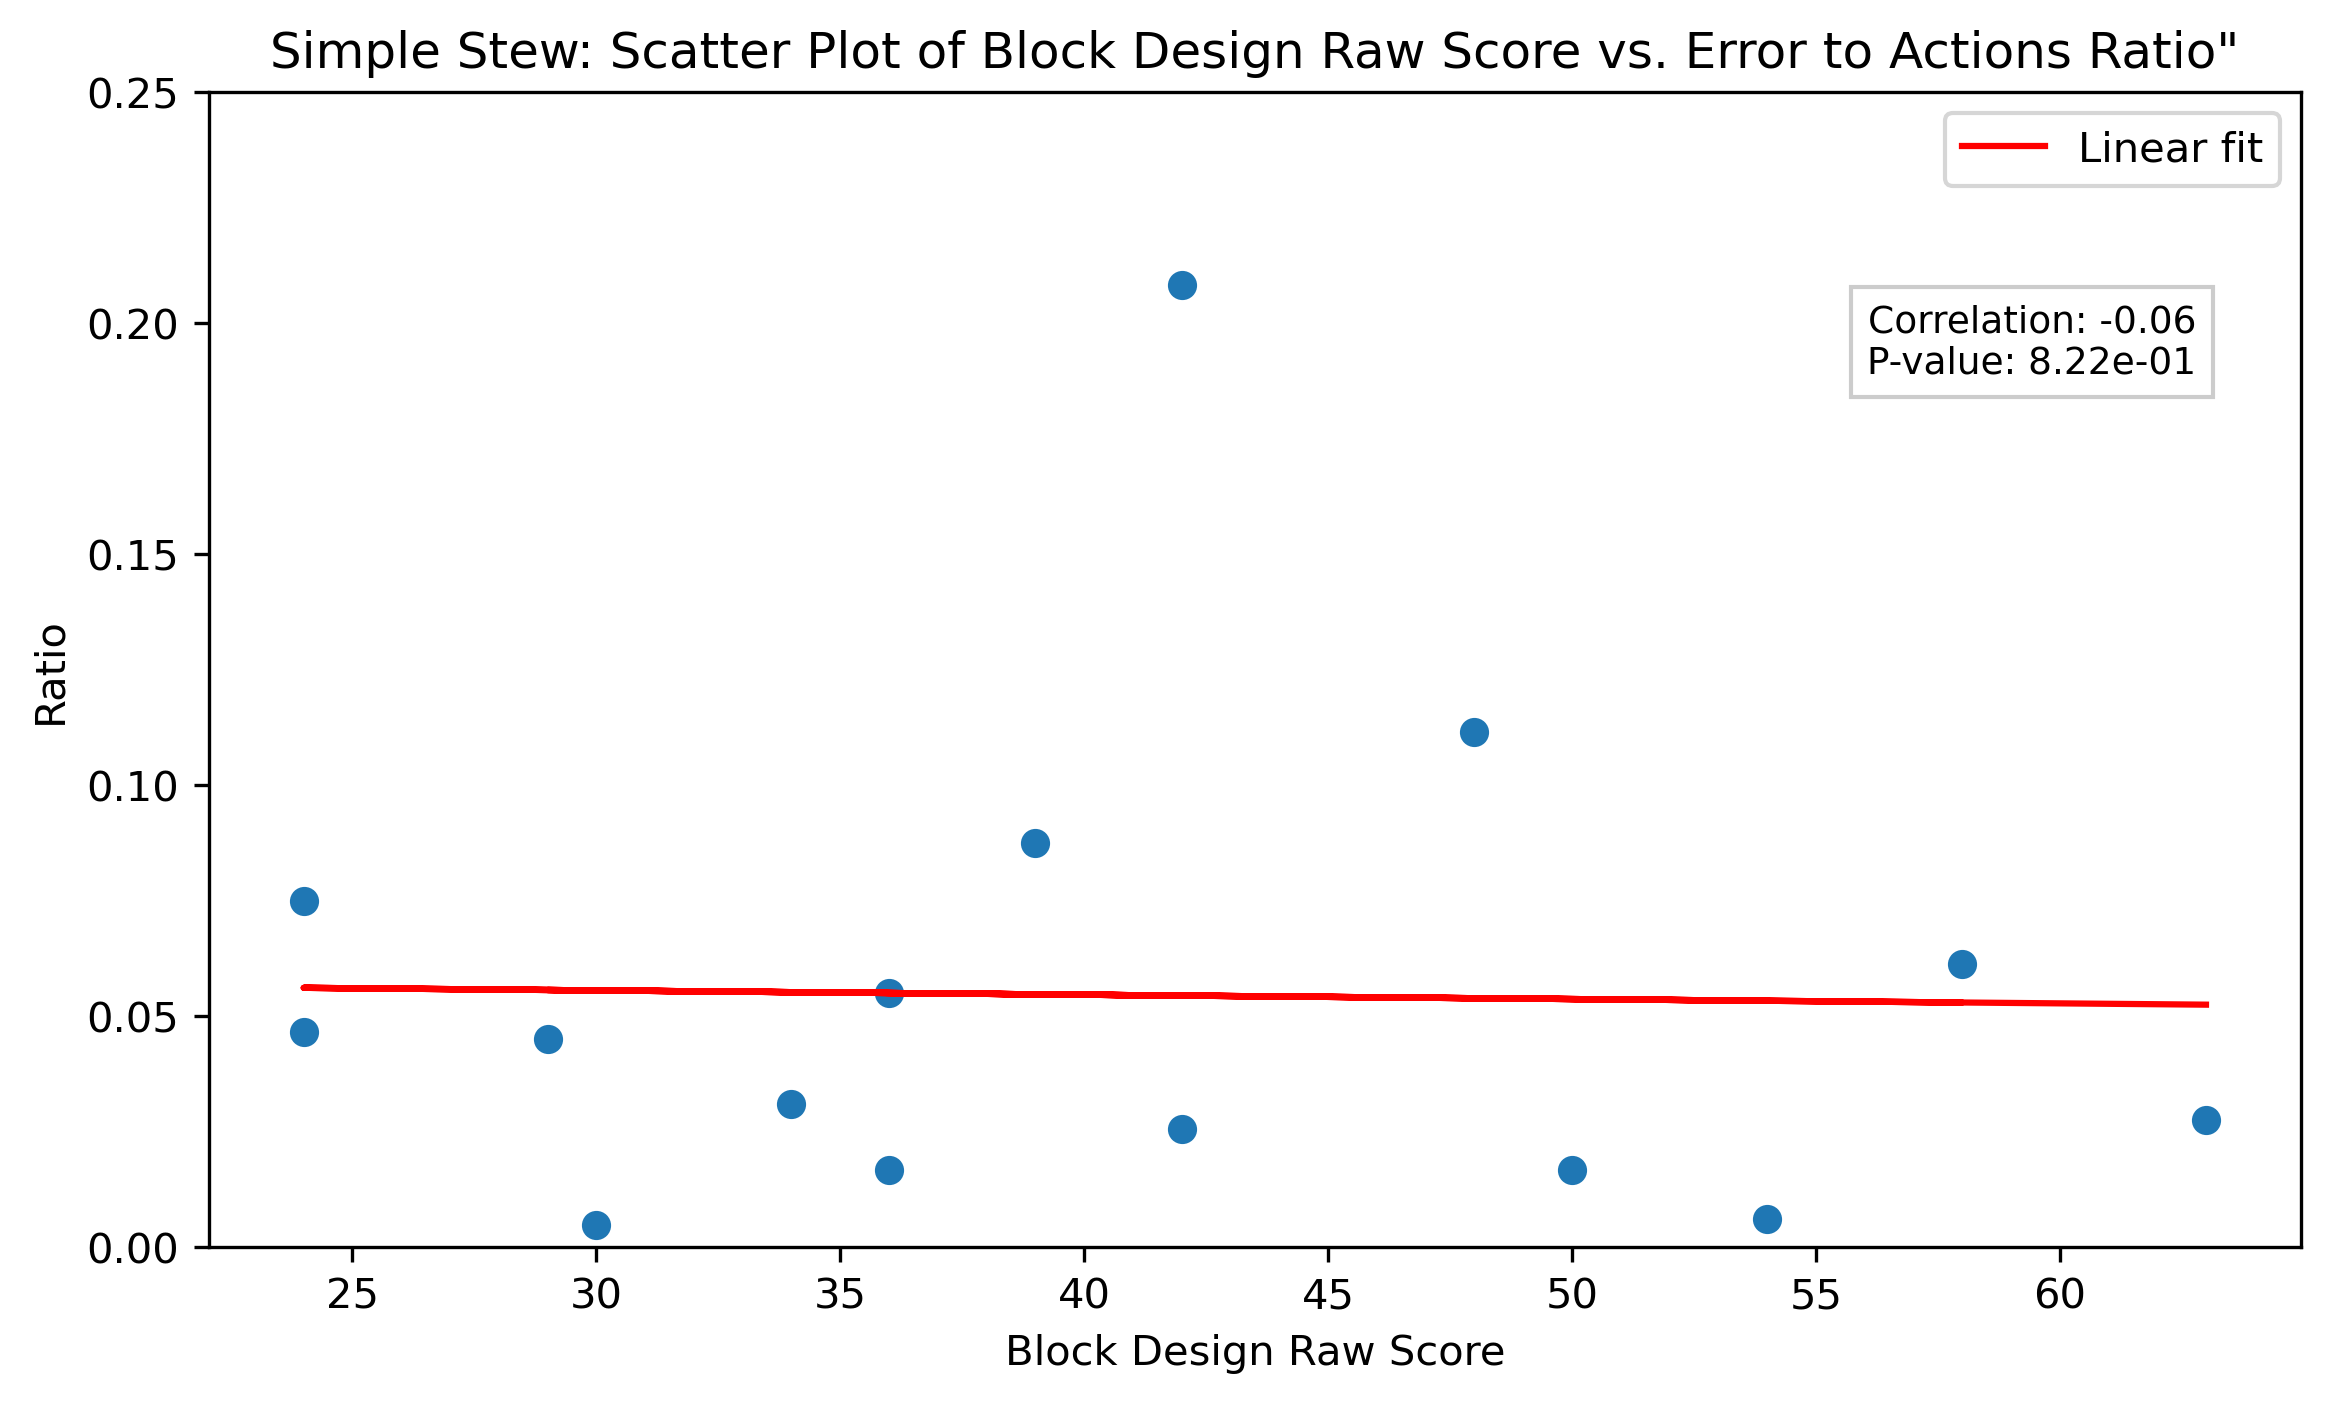 Simple Stew: Scatter Plot of Block Design Raw Score vs. Error to Actions Ratio"
0.25
0.20
0.15
0.10
0.05
0.00
Ratio
Linear fit
Correlation: -0.06
P-value: 8.22e-01
25 30 35 40 45 50 55 60
Block Design Raw Score